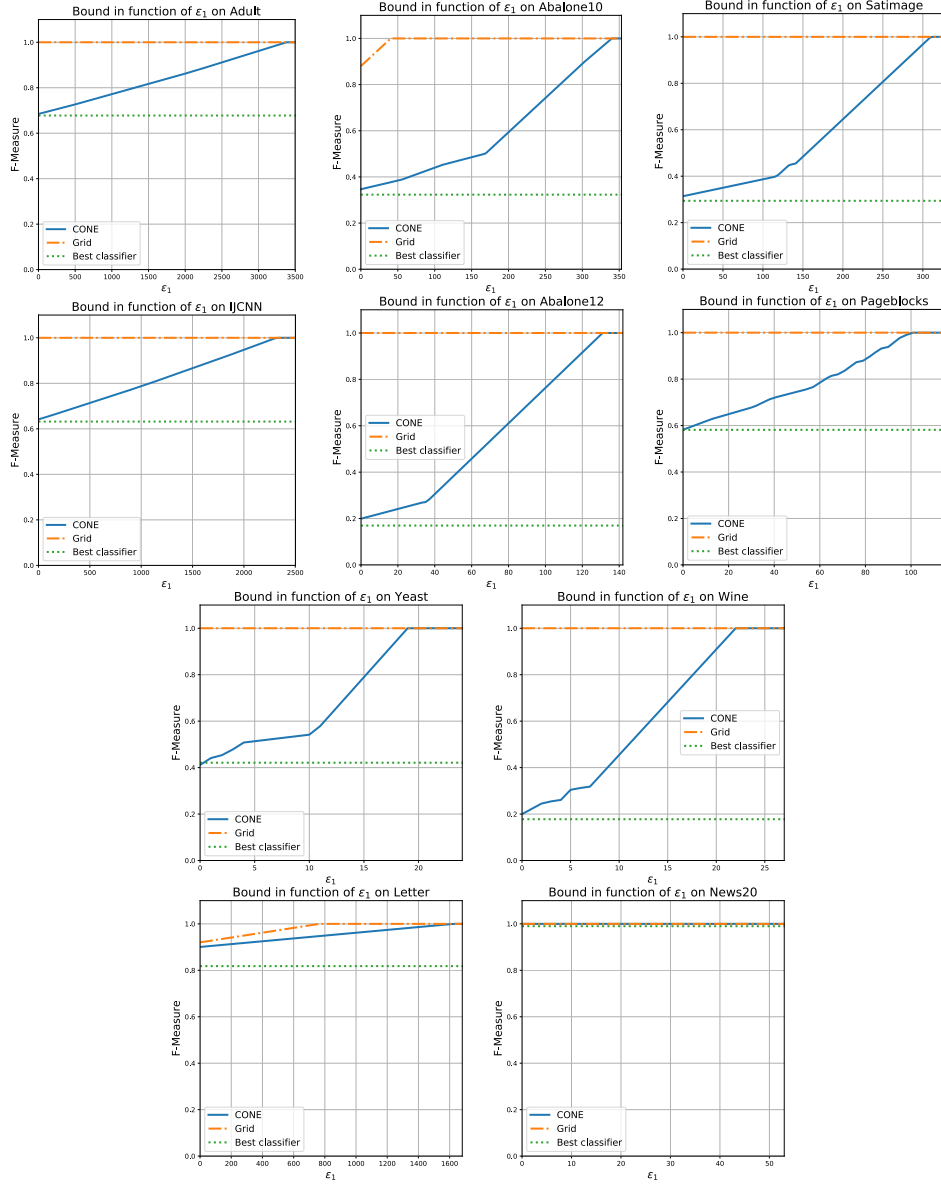 Bound in function of ε₁ on Adult
1.0
0.8
0.6
0.4
0.2
0.0
F-Measure
CONE
Grid
Best classifier
0 500 1000 1500 2000 2500 3000 3500
ε₁
Bound in function of ε₁ on Abalone10
1.0
0.8
0.6
0.4
0.2
0.0
F-Measure
CONE
Grid
Best classifier
0 50 100 150 200 250 300 350
ε₁
Bound in function of ε₁ on Satimage
1.0
0.8
0.6
0.4
0.2
0.0
F-Measure
CONE
Grid
Best classifier
0 50 100 150 200 250 300
ε₁
Bound in function of ε₁ on IJCNN
1.0
0.8
0.6
0.4
0.2
0.0
F-Measure
CONE
Grid
Best classifier
0 500 1000 1500 2000 2500
ε₁
Bound in function of ε₁ on Abalone12
1.0
0.8
0.6
0.4
0.2
0.0
F-Measure
CONE
Grid
Best classifier
0 20 40 60 80 100 120 140
ε₁
Bound in function of ε₁ on Pageblocks
1.0
0.8
0.6
0.4
0.2
0.0
F-Measure
CONE
Grid
Best classifier
0 20 40 60 80 100
ε₁
Bound in function of ε₁ on Yeast
1.0
0.8
0.6
0.4
0.2
0.0
F-Measure
CONE
Grid
Best classifier
0 5 10 15 20
ε₁
Bound in function of ε₁ on Wine
1.0
0.8
0.6
0.4
0.2
0.0
F-Measure
CONE
Grid
Best classifier
0 5 10 15 20 25
ε₁
Bound in function of ε₁ on Letter
1.0
0.8
0.6
0.4
0.2
0.0
F-Measure
CONE
Grid
Best classifier
0 200 400 600 800 1000 1200 1400 1600
ε₁
Bound in function of ε₁ on News20
1.0
0.8
0.6
0.4
0.2
0.0
F-Measure
CONE
Grid
Best classifier
0 10 20 30 40 50
ε₁